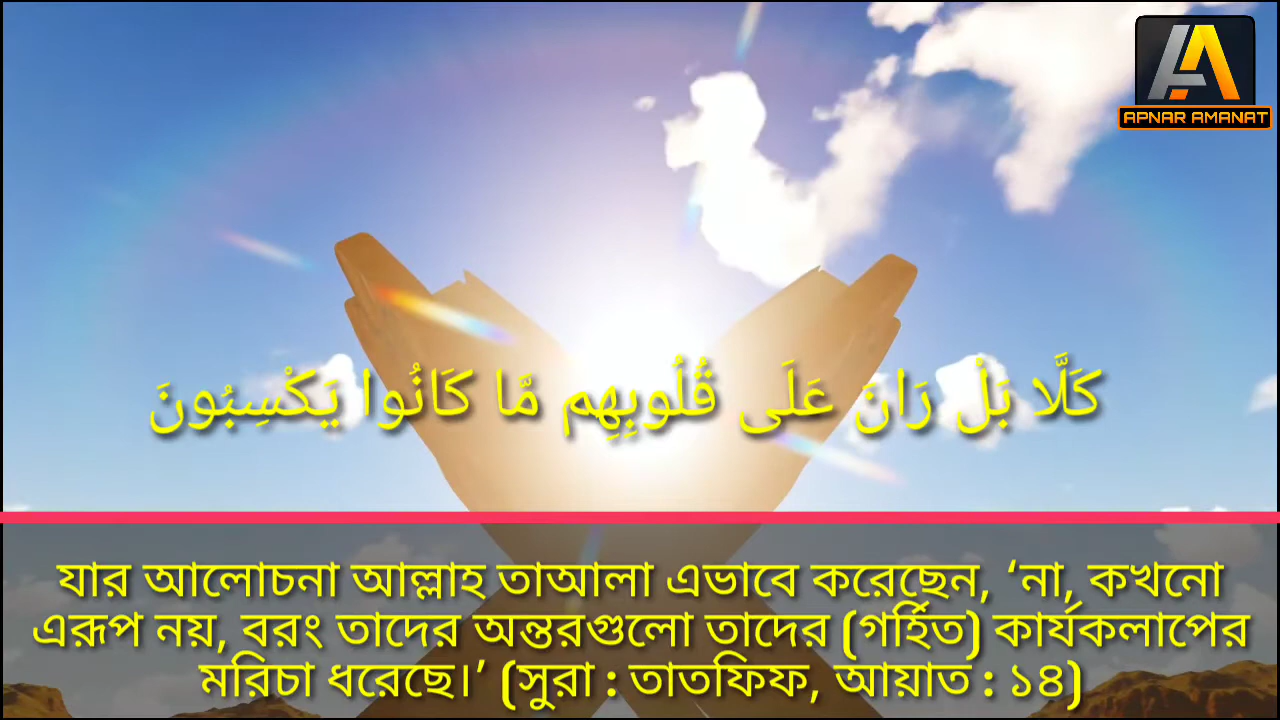 APNAR AMANAT
كَلَّا بَلْ رَانَ عَلَى قُلُوبِهِم مَّا كَانُوا يَكْسِبُونَ
যার আলোচনা আল্লাহ তাআলা এভাবে করেছেন, ‘না, কখনো
এরূপ নয়, বরং তাদের অন্তরগুলো তাদের (গর্হিত) কার্যকলাপের
মরিচা ধরেছে।’ (সুরা : তাতফিফ, আয়াত : ১৪)